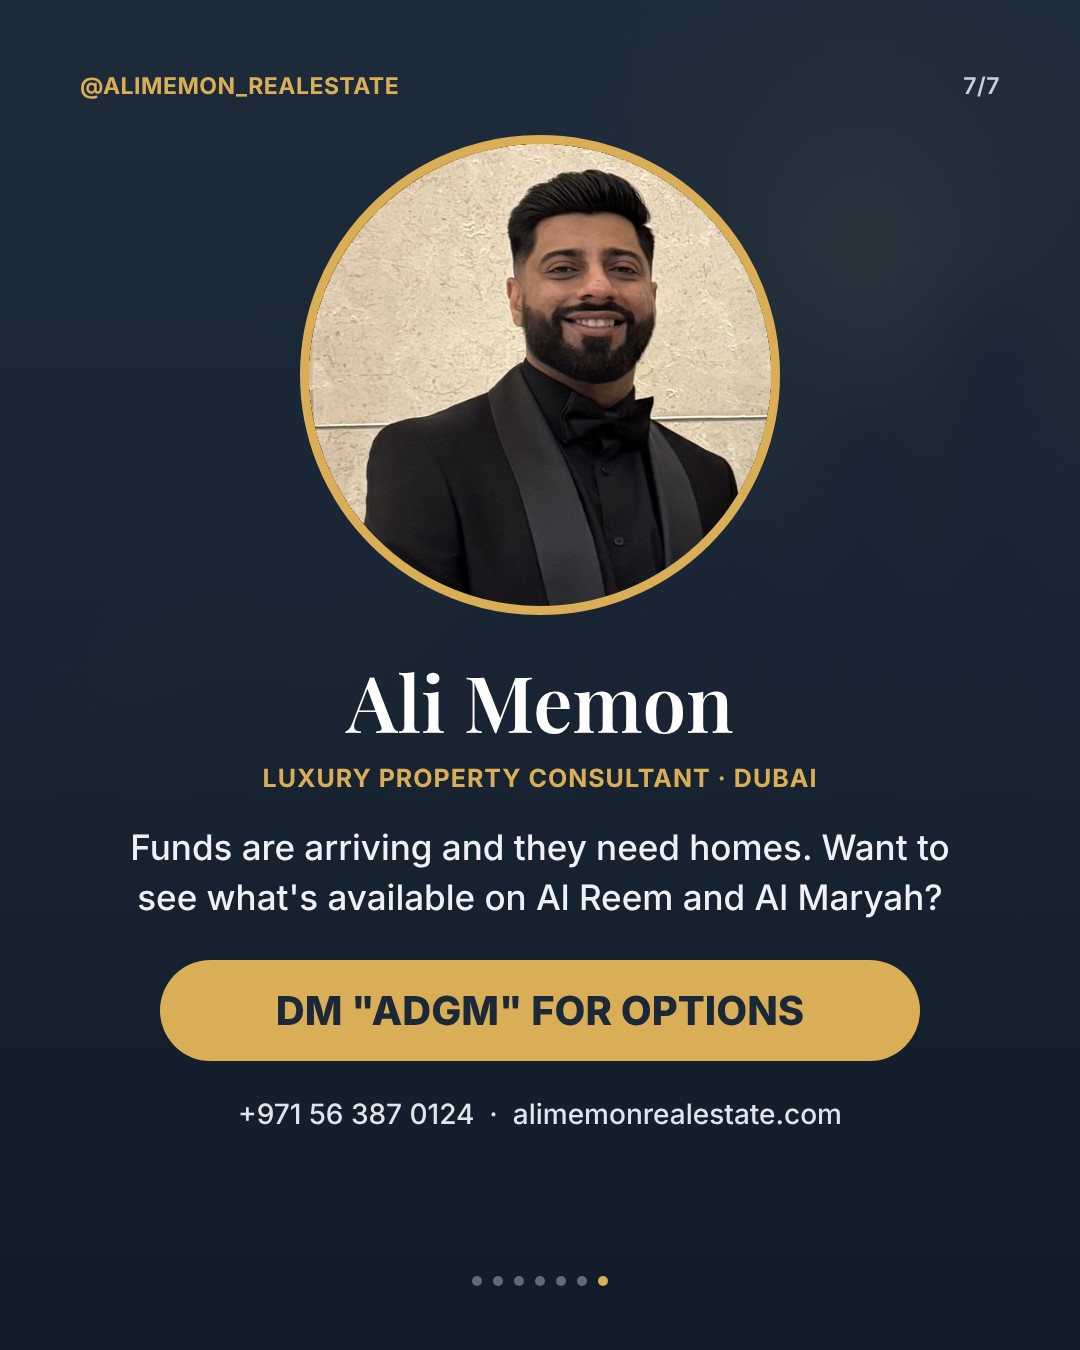 @ALIMEMON_REALESTATE
7/7
Ali Memon
LUXURY PROPERTY CONSULTANT · DUBAI
Funds are arriving and they need homes. Want to
see what's available on Al Reem and Al Maryah?
DM "ADGM" FOR OPTIONS
+971 56 387 0124 · alimemonrealestate.com